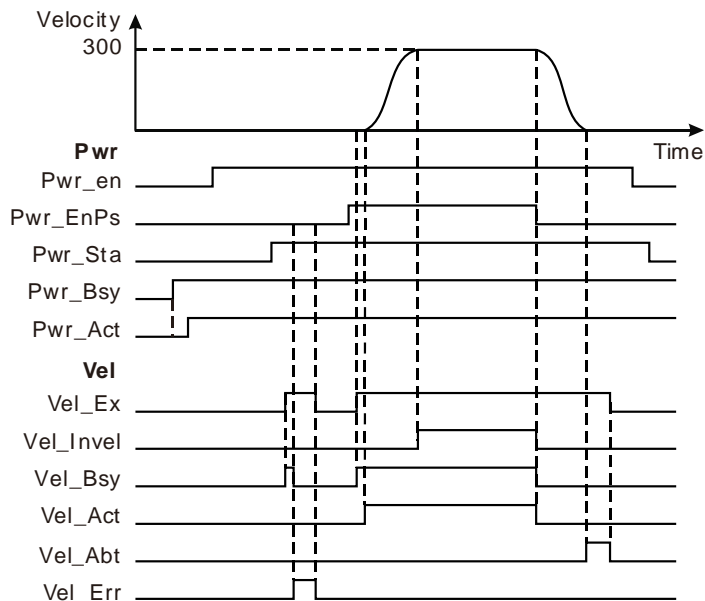 Velocity
300
Time
Pwr
Pwr_en
Pwr_EnPs
Pwr_Sta
Pwr_Bsy
Pwr_Act
Vel
Vel_Ex
Vel_Invel
Vel_Bsy
Vel_Act
Vel_Abt
Vel_Err